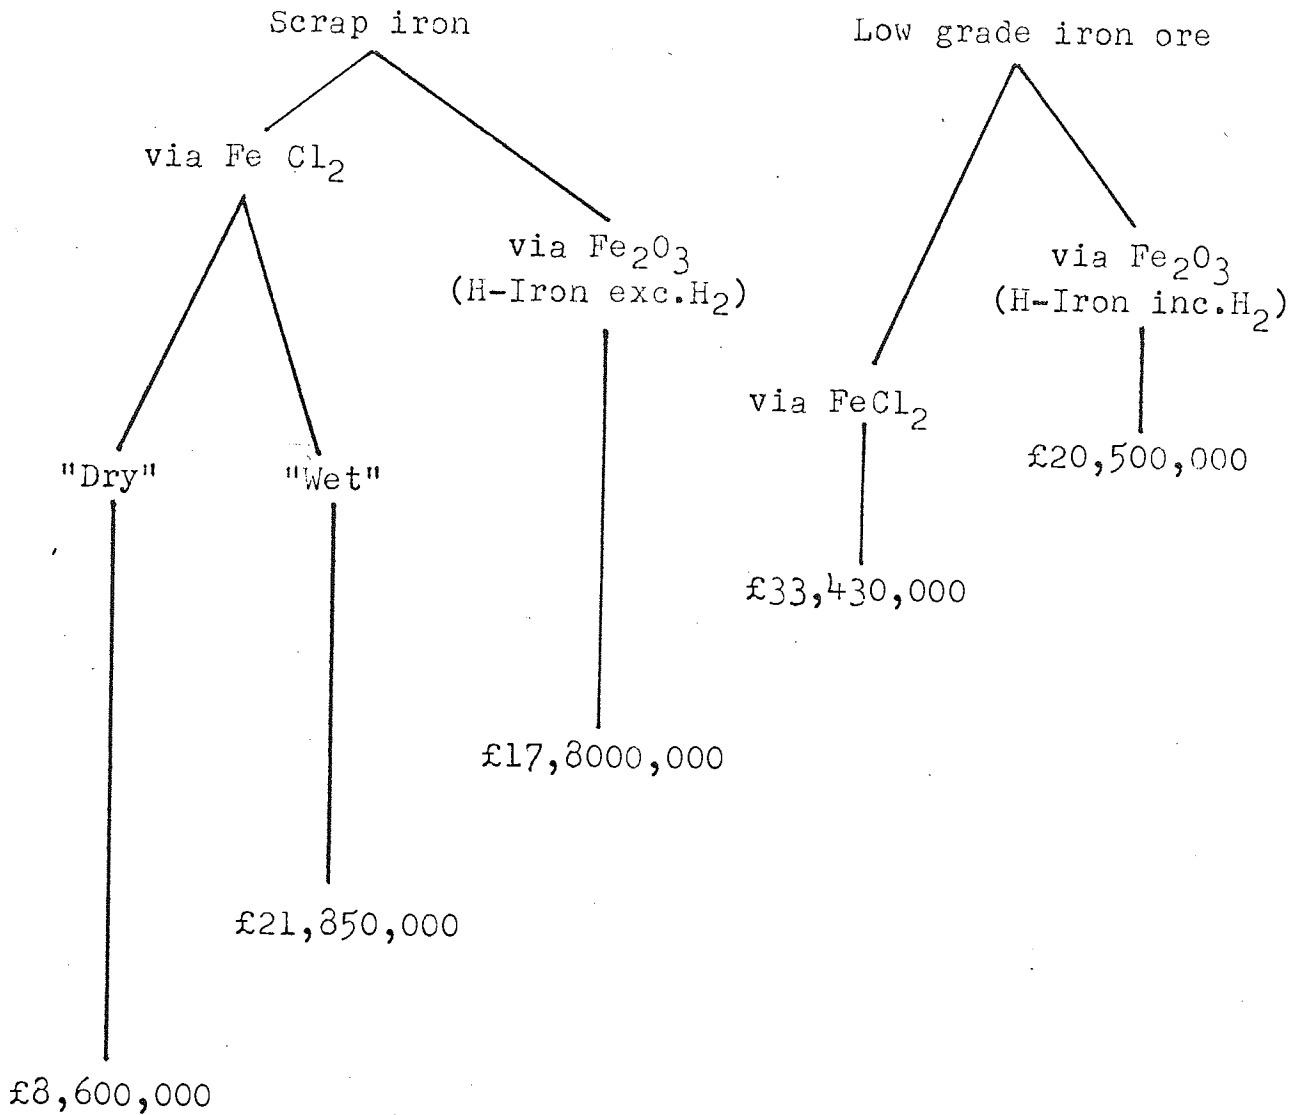 Scrap iron
Low grade iron ore
via Fe Cl2
via Fe2O3
(H-Iron exc.H2)
via Fe2O3
(H-Iron inc.H2)
via FeCl2
£20,500,000
"Dry"
"Wet"
£33,430,000
£17,8000,000
£21,850,000
£8,600,000